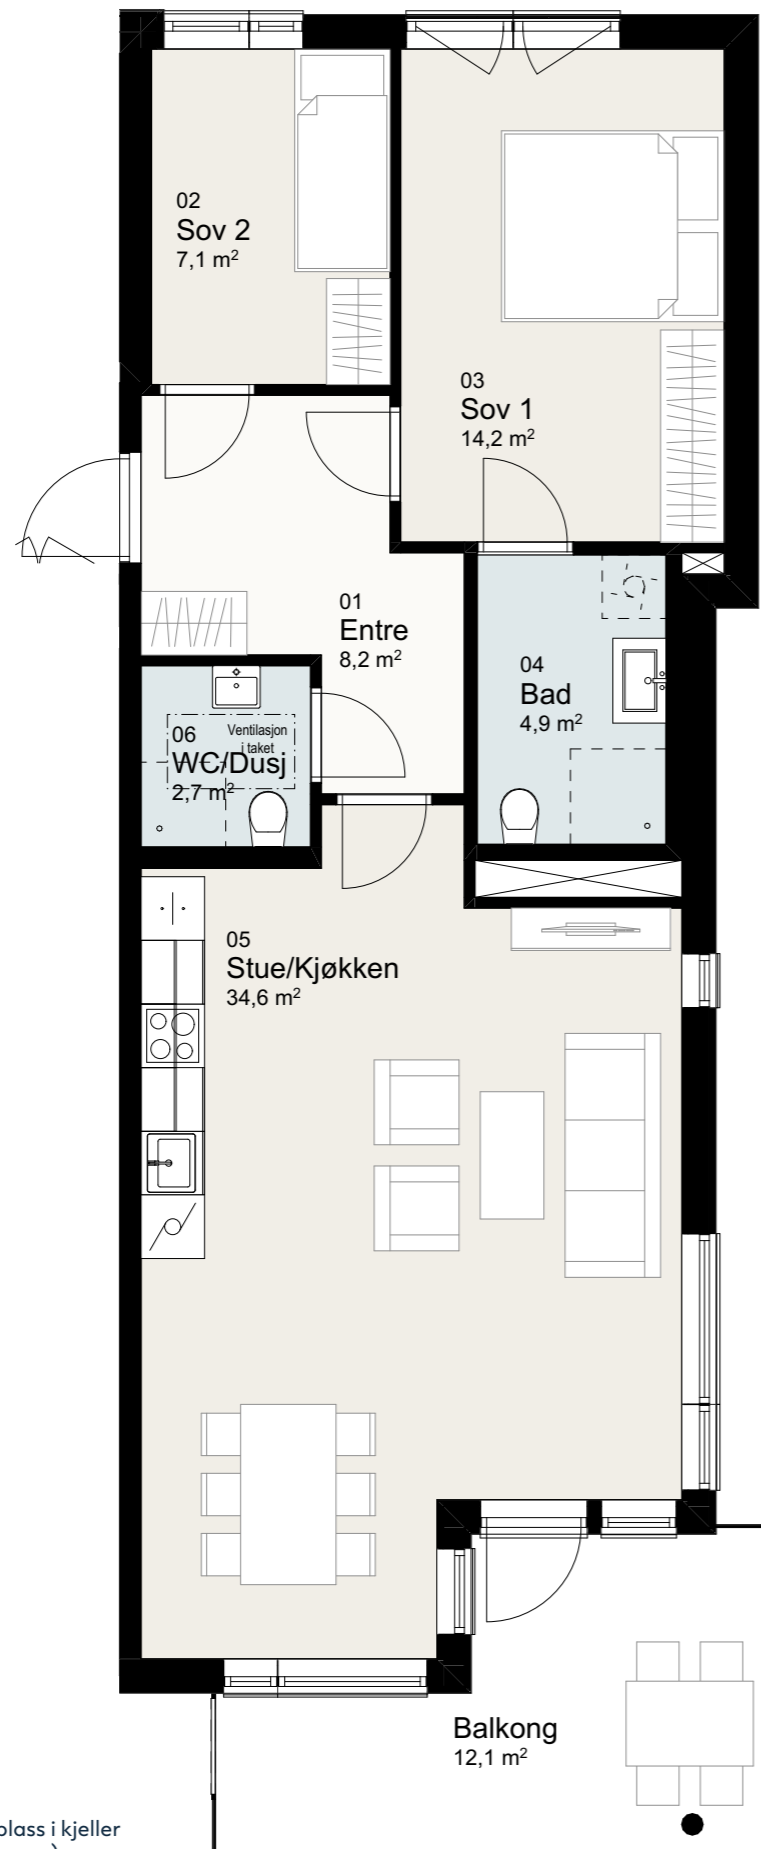 02
Sov 2
7,1 m²
03
Sov 1
14,2 m²
01
Entre
8,2 m²
04
Bad
4,9 m²
06
Ventilasjon
i taket
WC/Dusj
2,7 m²
05
Stue/Kjøkken
34,6 m²
Balkong
12,1 m²
plass i kjeller